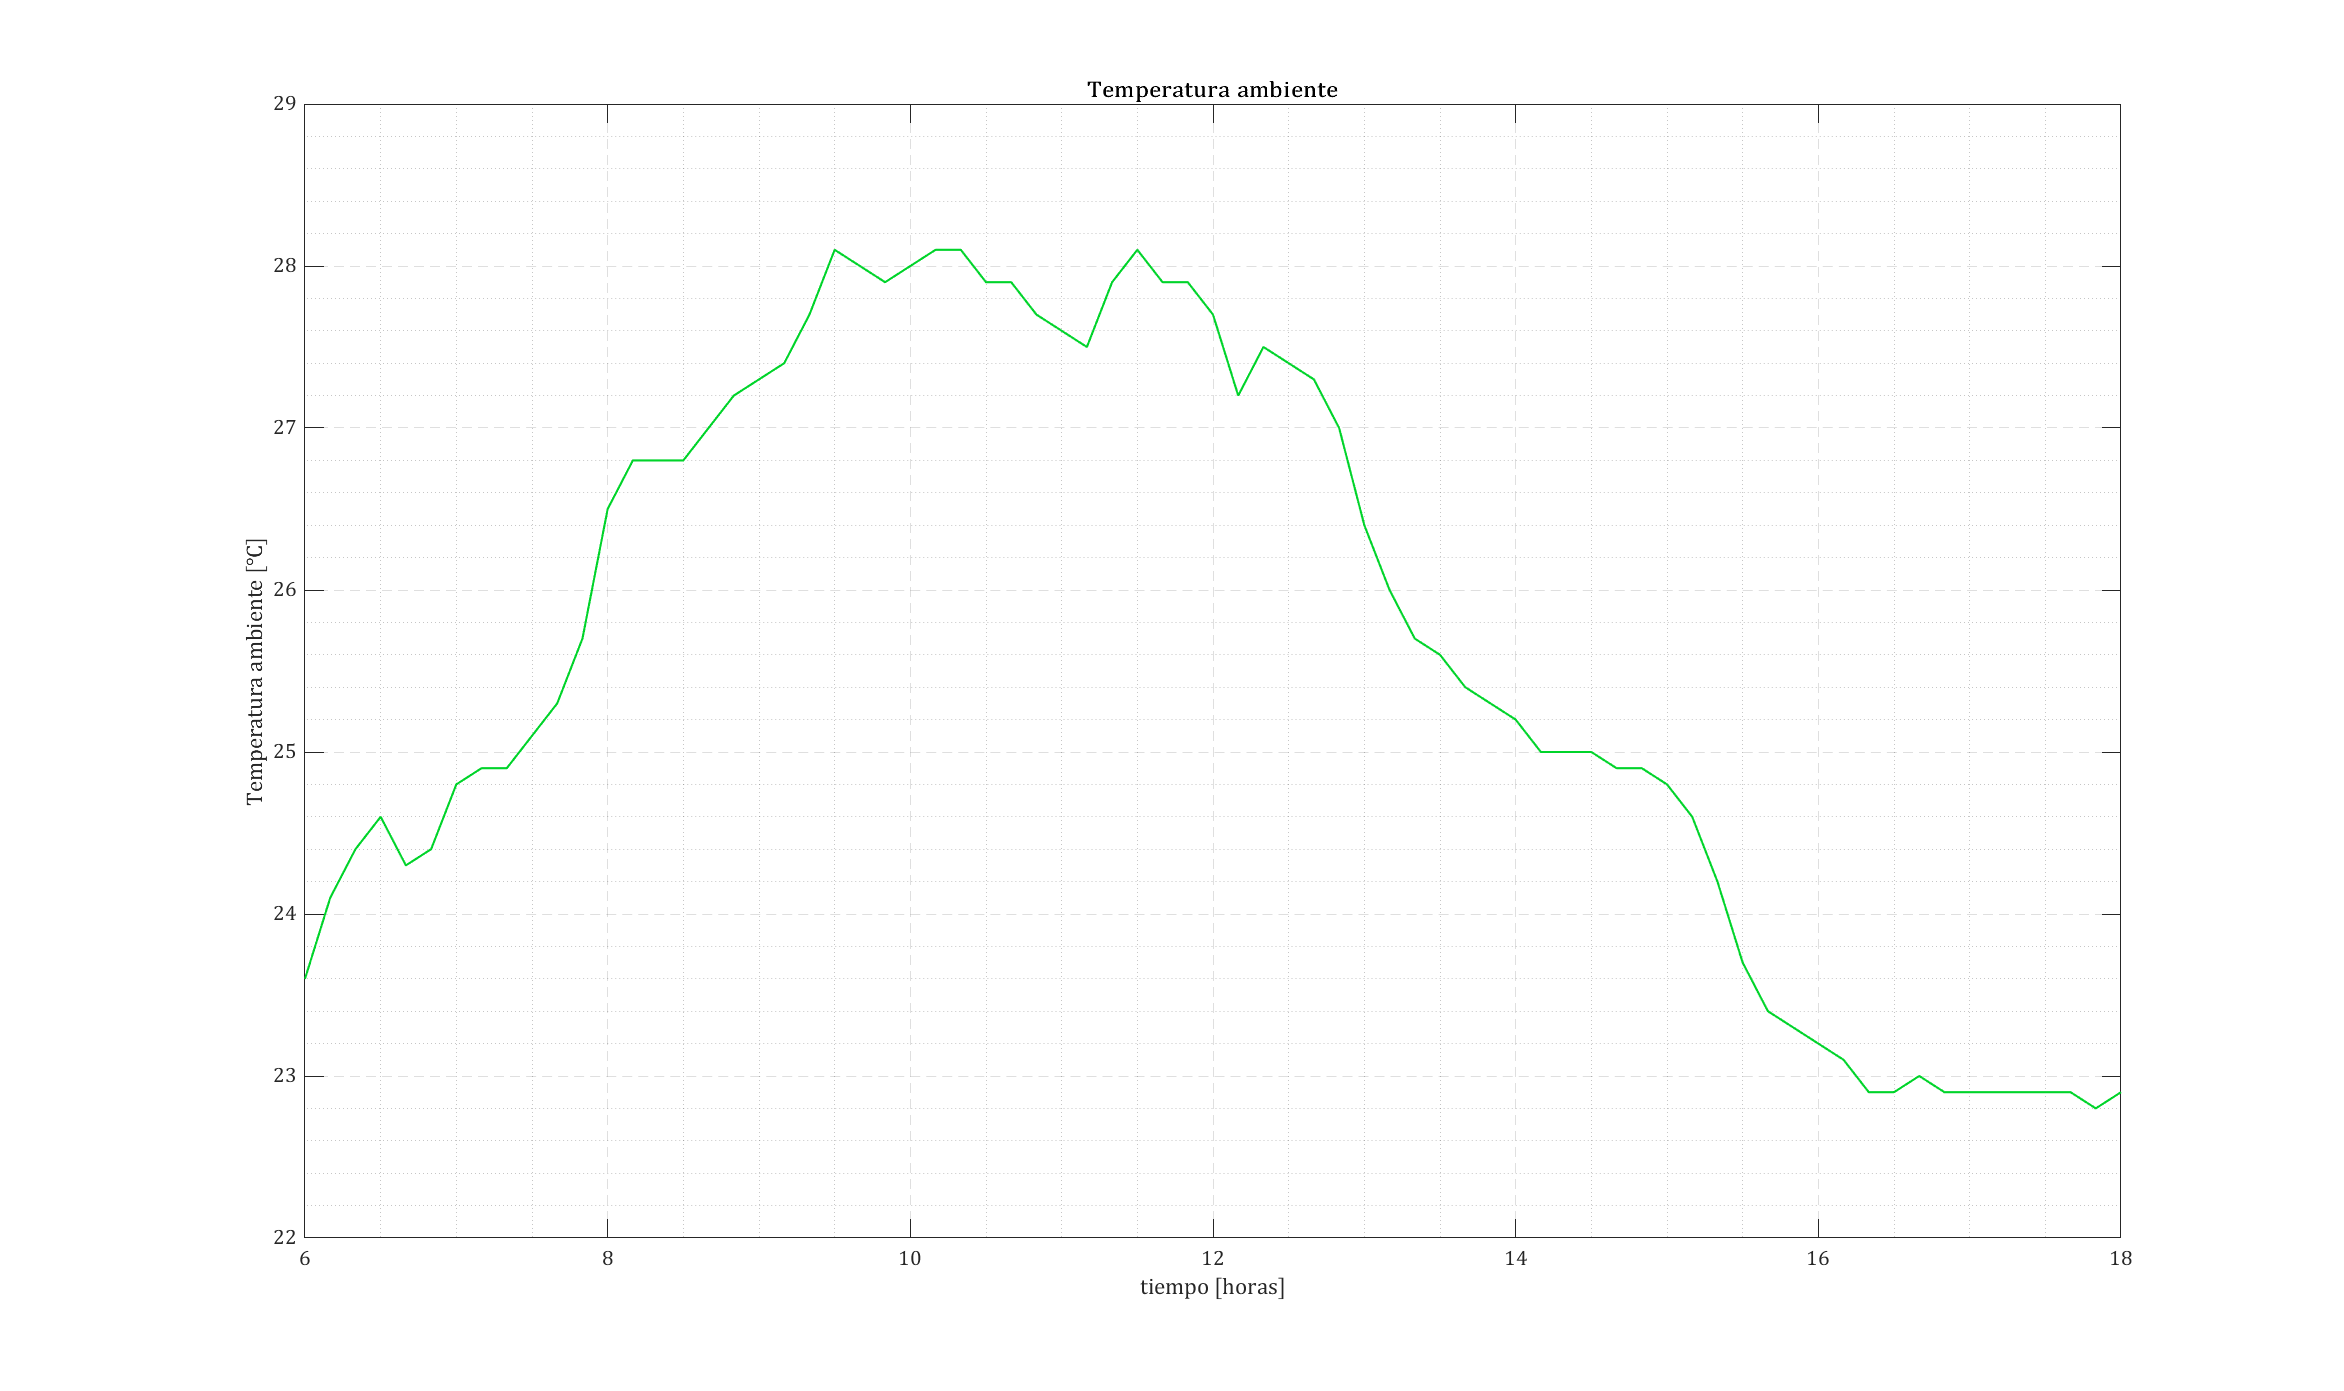 Temperatura ambiente
29
28
27
26
25
24
23
22
Temperatura ambiente [°C]
6 8 10 12 14 16 18
tiempo [horas]